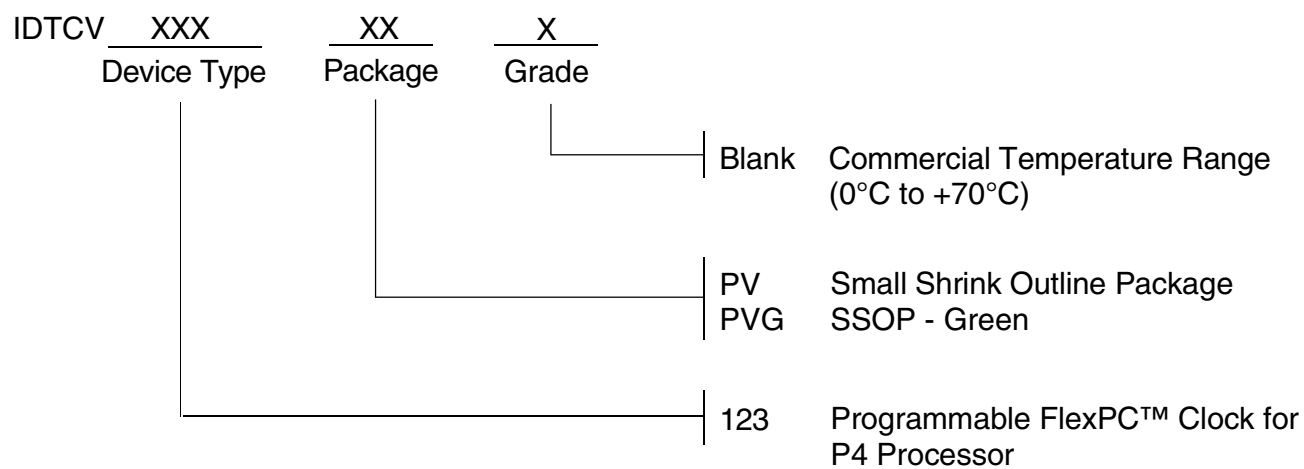 IDTCV XXX XX X
Device Type Package Grade
Blank Commercial Temperature Range
(0°C to +70°C)
PV Small Shrink Outline Package
PVG SSOP - Green
123 Programmable FlexPC™ Clock for
P4 Processor